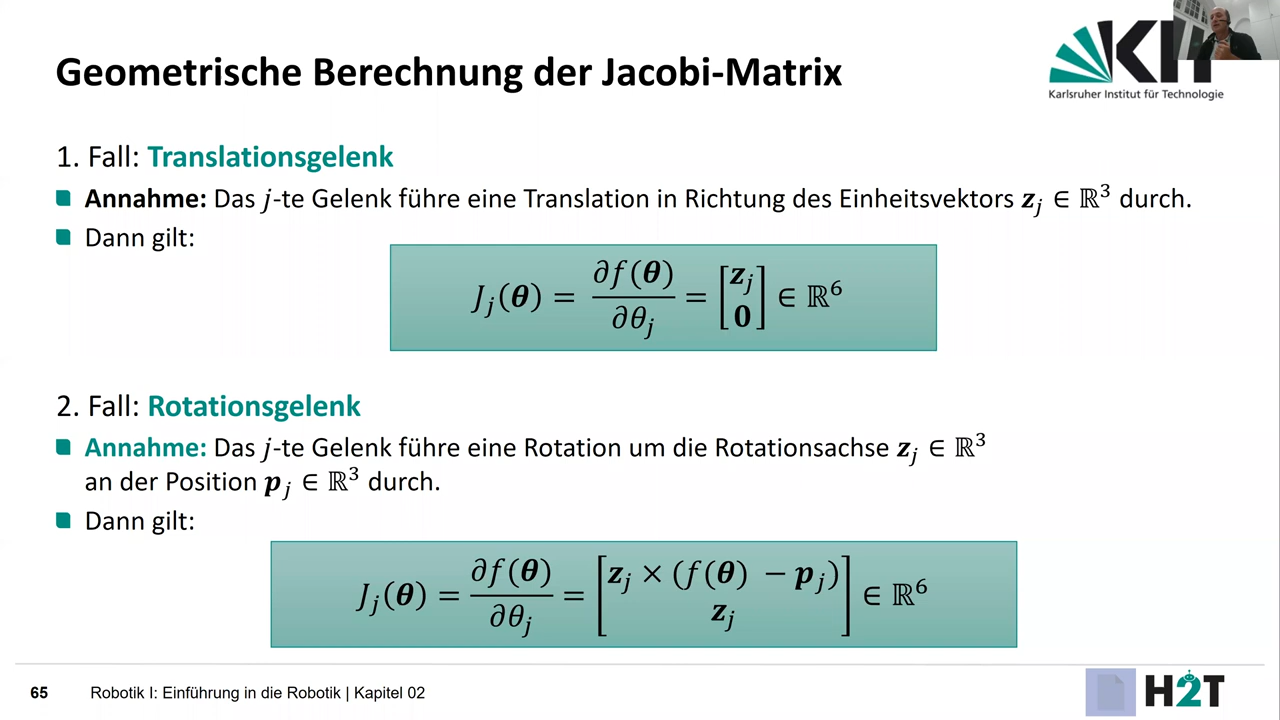 Geometrische Berechnung der Jacobi-Matrix
KIT
Karlsruher Institut für Technologie
1. Fall: Translationsgelenk
Annahme: Das j-te Gelenk führe eine Translation in Richtung des Einheitsvektors z_j ∈ ℝ³ durch.
Dann gilt:
J_j(θ) = ∂f(θ)/∂θ_j = [z_j; 0] ∈ ℝ⁶
2. Fall: Rotationsgelenk
Annahme: Das j-te Gelenk führe eine Rotation um die Rotationsachse z_j ∈ ℝ³
an der Position p_j ∈ ℝ³ durch.
Dann gilt:
J_j(θ) = ∂f(θ)/∂θ_j = [z_j × (f(θ) − p_j); z_j] ∈ ℝ⁶
65 Robotik I: Einführung in die Robotik | Kapitel 02
H2T